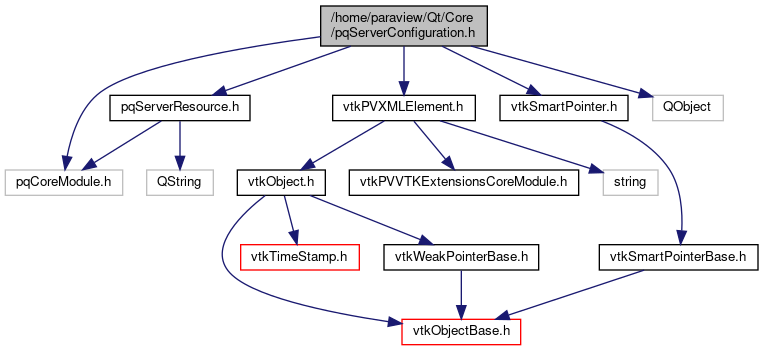 /home/paraview/Qt/Core
/pqServerConfiguration.h
pqServerResource.h
vtkPVXMLElement.h
vtkSmartPointer.h
QObject
pqCoreModule.h
QString
vtkObject.h
vtkPVVTKExtensionsCoreModule.h
string
vtkTimeStamp.h
vtkWeakPointerBase.h
vtkSmartPointerBase.h
vtkObjectBase.h